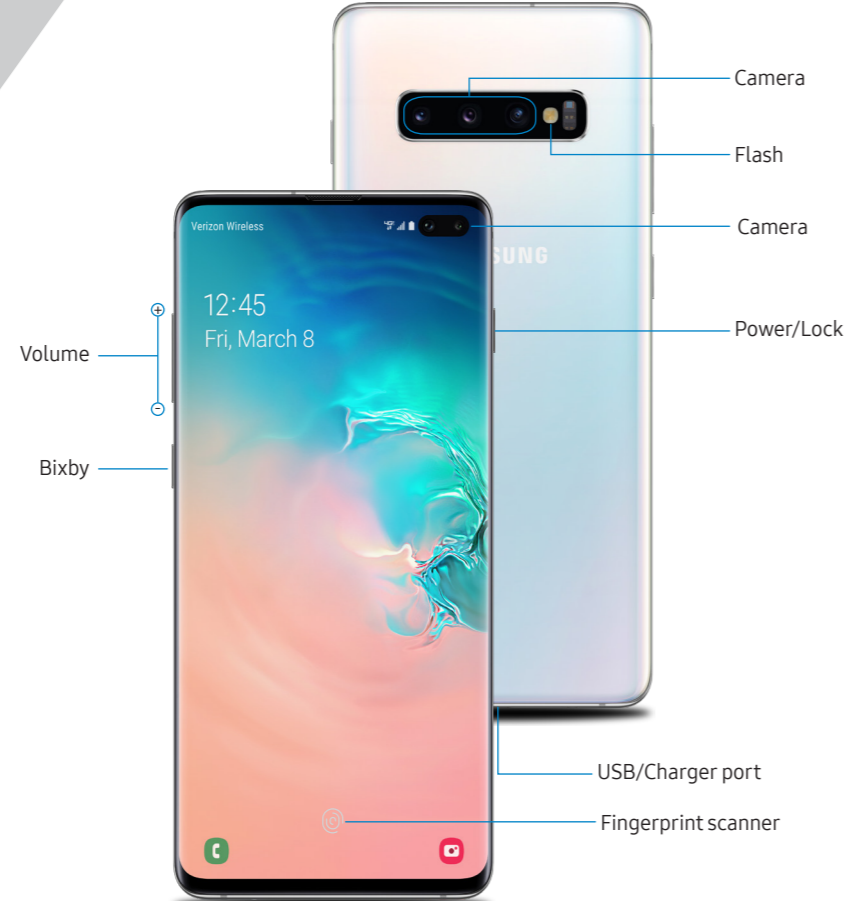 Camera
Flash
Verizon Wireless
Camera
SUNG
12:45
Fri, March 8
+
Power/Lock
Volume
-
Bixby
USB/Charger port
Fingerprint scanner